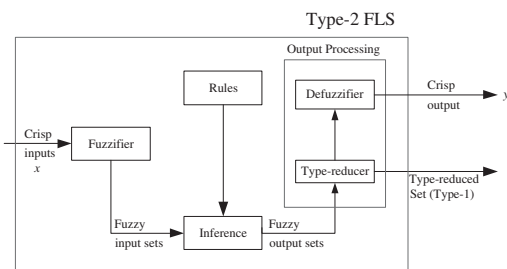 Type-2 FLS
Output Processing
Rules
Defuzzifier
Crisp
output
y
Crisp
inputs
x
Fuzzifier
Type-reducer
Type-reduced
Set (Type-1)
Fuzzy
input sets
Inference
Fuzzy
output sets